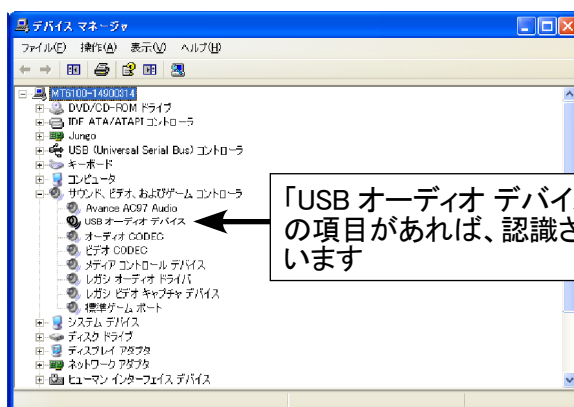 デバイス マネージャ
ファイル(F) 操作(A) 表示(V) ヘルプ(H)
MT6100-14900314
DVD/CD-ROM ドライブ
IDE ATA/ATAPI コントローラ
Jungo
USB (Universal Serial Bus) コントローラ
キーボード
コンピュータ
サウンド、ビデオ、およびゲーム コントローラ
Avance AC97 Audio
USB オーディオ デバイス
オーディオ CODEC
ビデオ CODEC
メディア コントロール デバイス
レガシ オーディオ ドライバ
レガシ ビデオ キャプチャ デバイス
標準ゲーム ポート
システム デバイス
ディスク ドライブ
ディスプレイ アダプタ
ネットワーク アダプタ
ヒューマン インターフェイス デバイス
「USB オーディオ デバイ
の項目があれば、認識さ
います